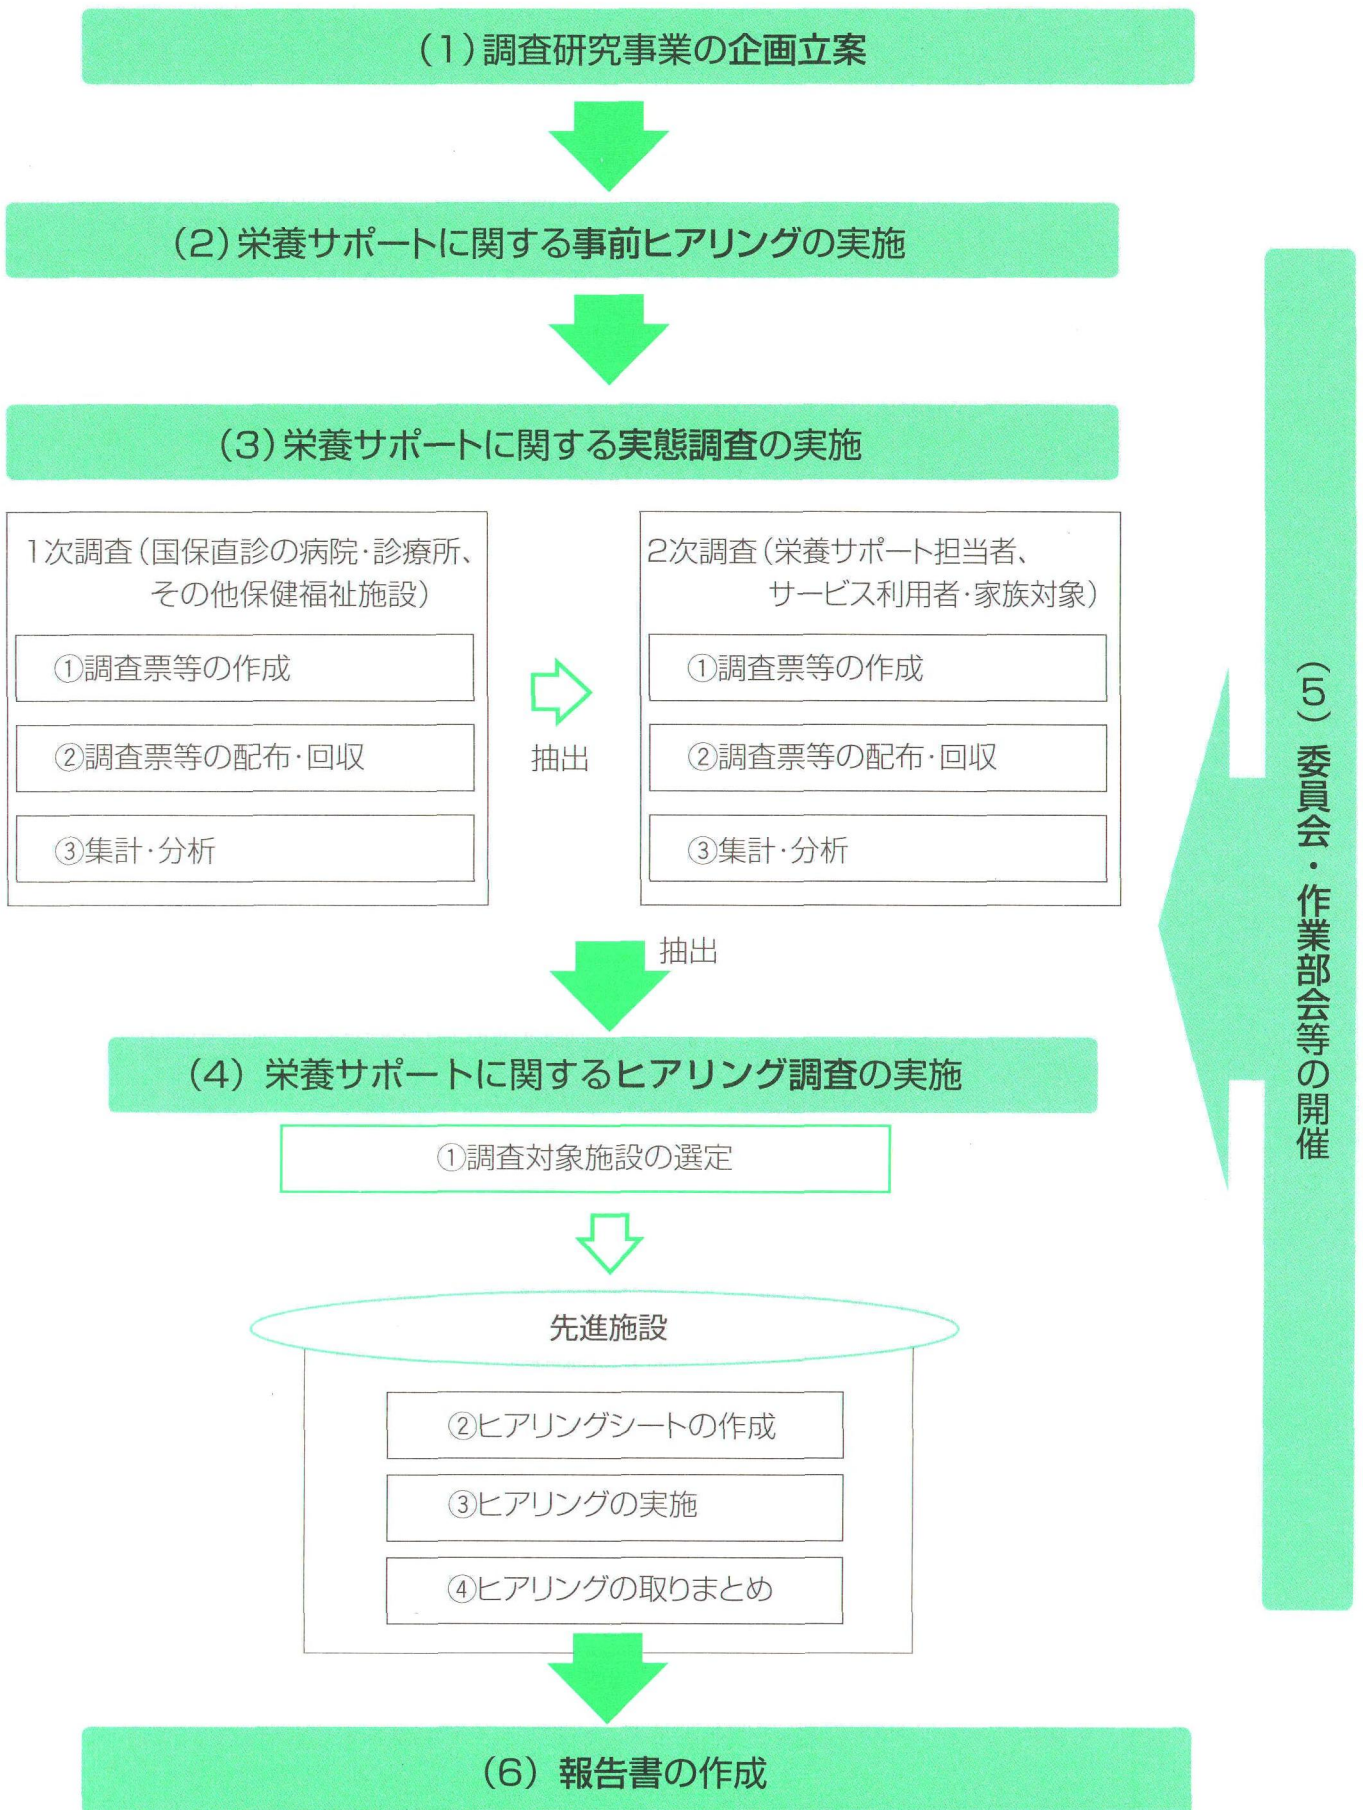 (1)調査研究事業の企画立案
(2)栄養サポートに関する事前ヒアリングの実施
(3)栄養サポートに関する実態調査の実施
1次調査(国保直診の病院・診療所、
その他保健福祉施設)
①調査票等の作成
②調査票等の配布・回収
③集計・分析
抽出
2次調査(栄養サポート担当者、
サービス利用者・家族対象)
①調査票等の作成
②調査票等の配布・回収
③集計・分析
抽出
(4)栄養サポートに関するヒアリング調査の実施
①調査対象施設の選定
先進施設
②ヒアリングシートの作成
③ヒアリングの実施
④ヒアリングの取りまとめ
(5)委員会・作業部会等の開催
(6)報告書の作成